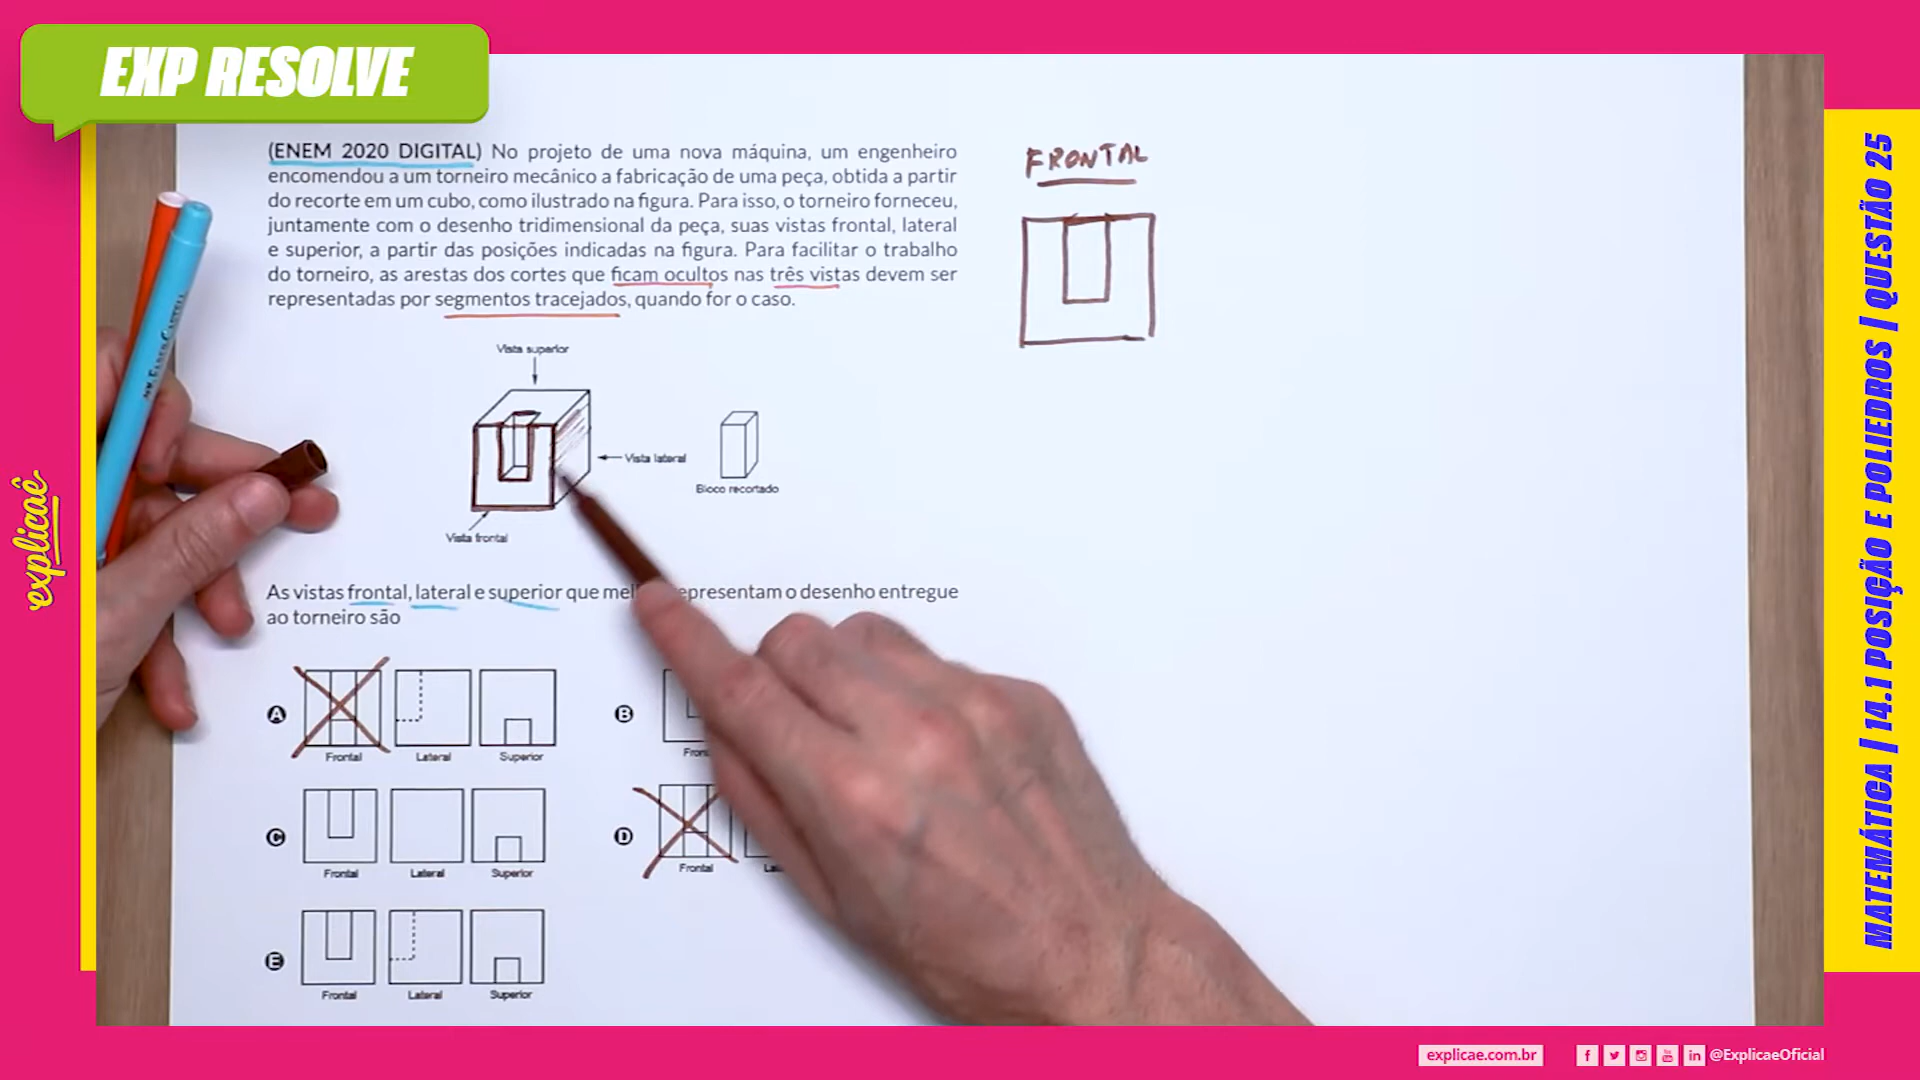 EXP RESOLVE
(ENEM 2020 DIGITAL) No projeto de uma nova máquina, um engenheiro
encomendou a um torneiro mecânico a fabricação de uma peça, obtida a partir
do recorte em um cubo, como ilustrado na figura. Para isso, o torneiro forneceu,
juntamente com o desenho tridimensional da peça, suas vistas frontal, lateral
e superior, a partir das posições indicadas na figura. Para facilitar o trabalho
do torneiro, as arestas dos cortes que ficam ocultos nas três vistas devem ser
representadas por segmentos tracejados, quando for o caso.
FRONTAL
Vista superior
Vista lateral
Bloco recortado
Vista frontal
As vistas frontal, lateral e superior que representam o desenho entregue
ao torneiro são
A
Frontal
Lateral
Superior
B
C
Frontal
Lateral
Superior
D
Frontal
E
Frontal
Lateral
Superior
explicaê
MATEMÁTICA | 14.1 POSIÇÃO E POLIEDROS | QUESTÃO 25
explicae.com.br
@ExplicaeOficial